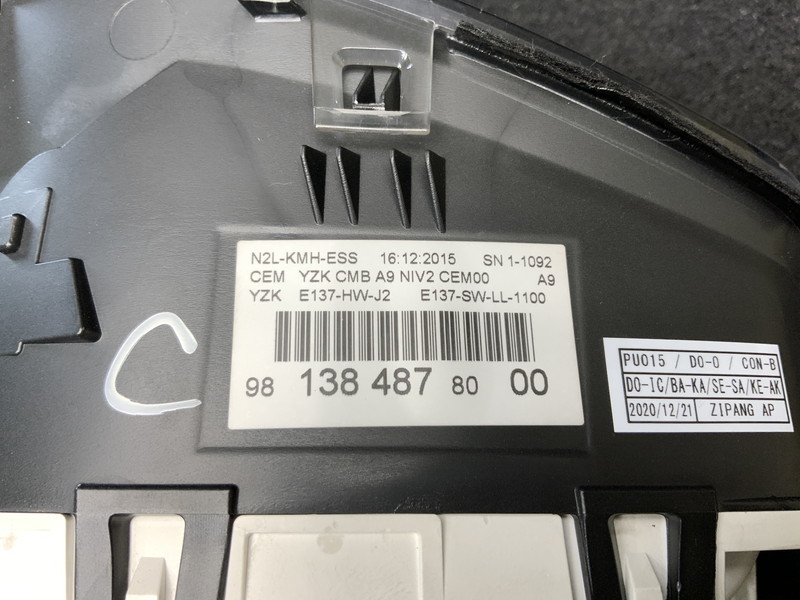 N2L-KMH-ESS 16:12:2015 SN 1-1092
CEM YZK CMB A9 NIV2 CEM00 A9
YZK E137-HW-J2 E137-SW-LL-1100
98 138 487 80 00
C
PU015 / DO-O / CON-B
DO-IC/BA-KA/SE-SA/KE-AK
2020/12/21 ZIPANG AP